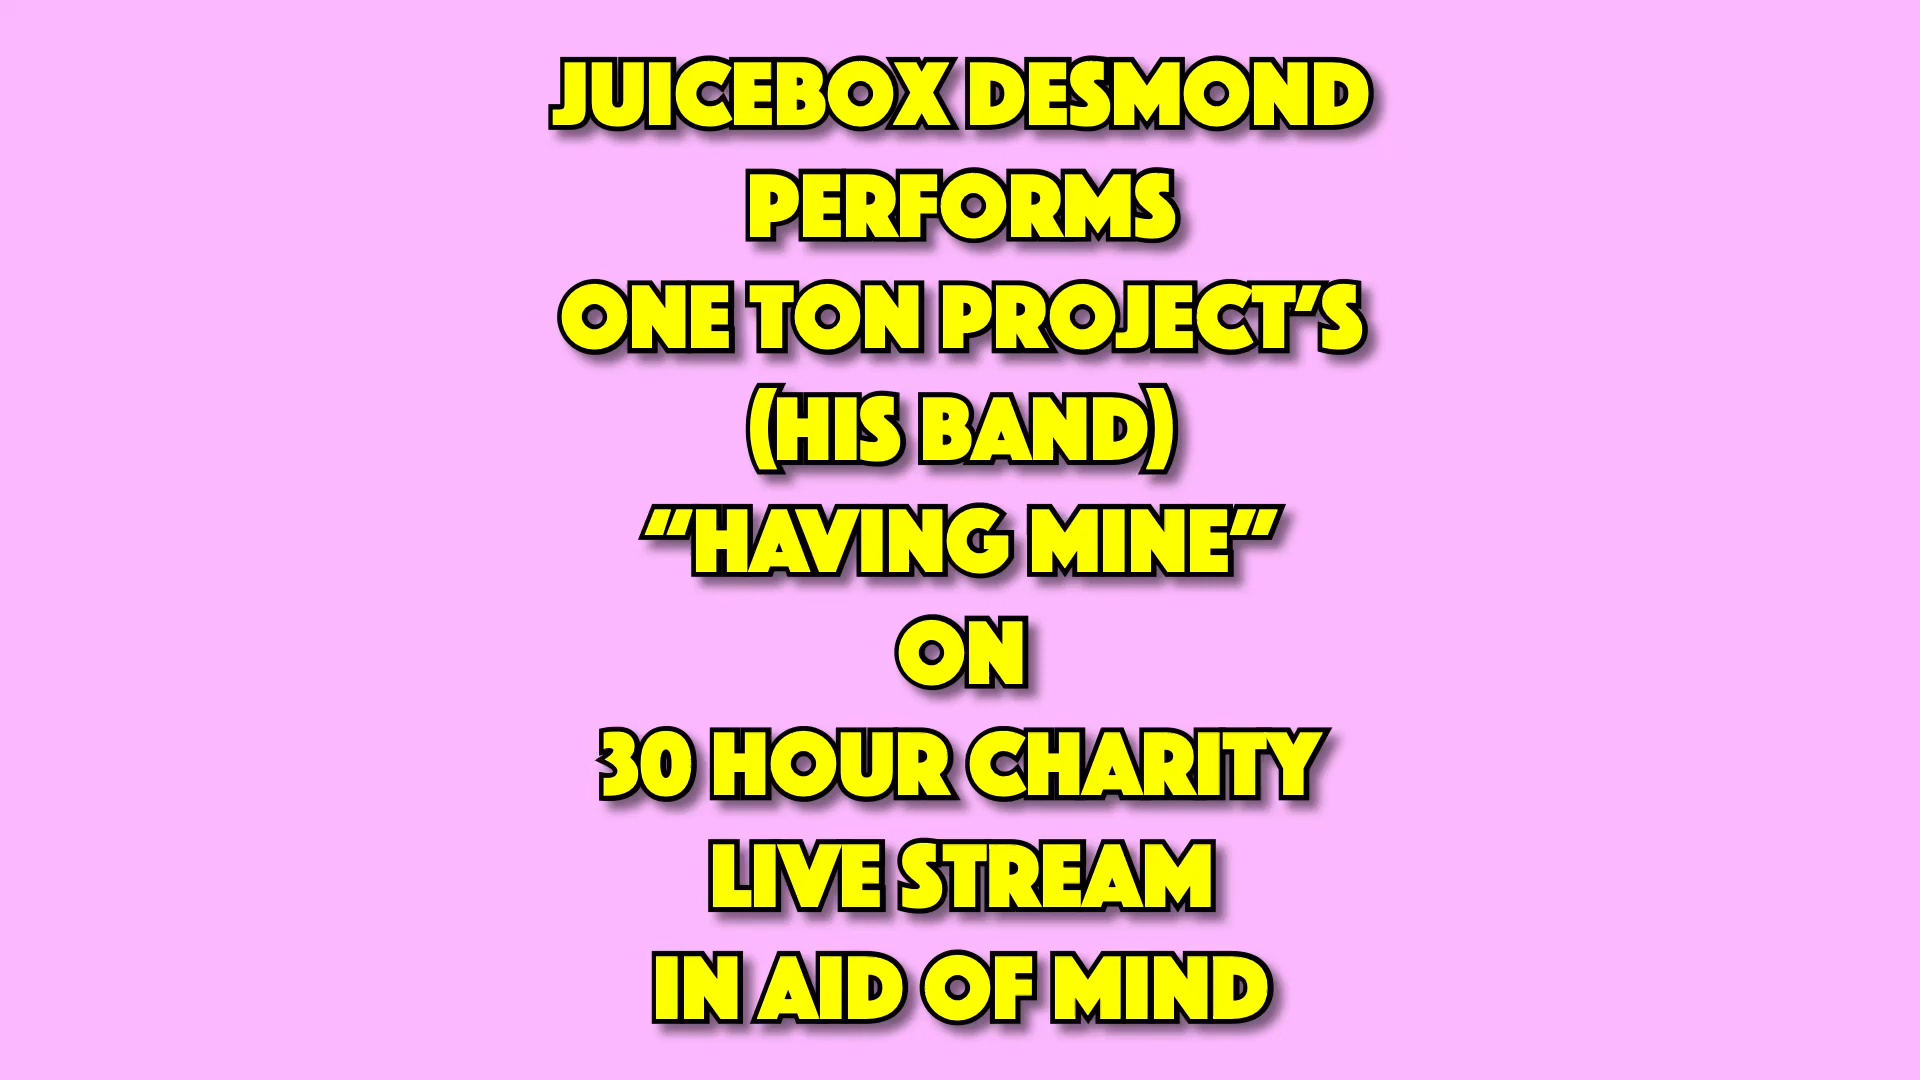 JUICEBOX DESMOND
PERFORMS
ONE TON PROJECT’S
(HIS BAND)
“HAVING MINE”
ON
30 HOUR CHARITY
LIVE STREAM
IN AID OF MIND